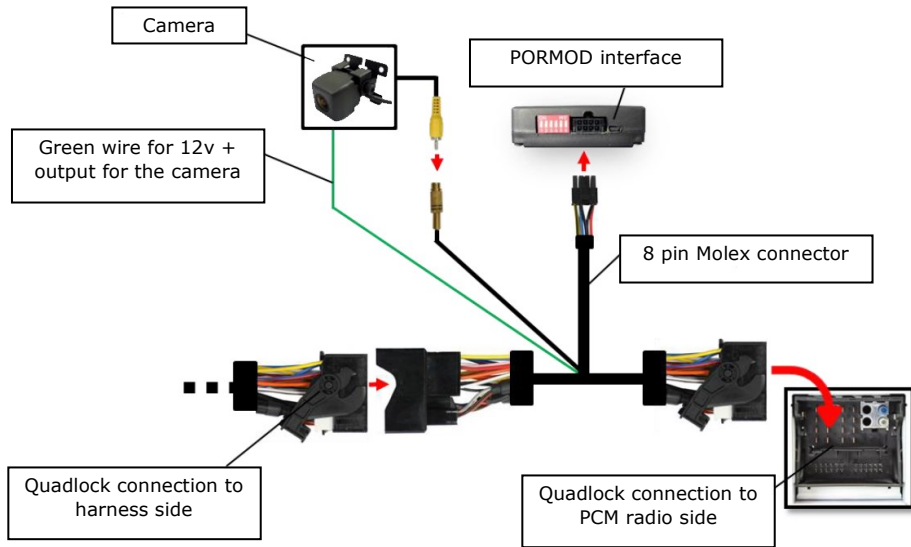 Camera
PORMOD interface
Green wire for 12v +
output for the camera
8 pin Molex connector
Quadlock connection to
harness side
Quadlock connection to
PCM radio side